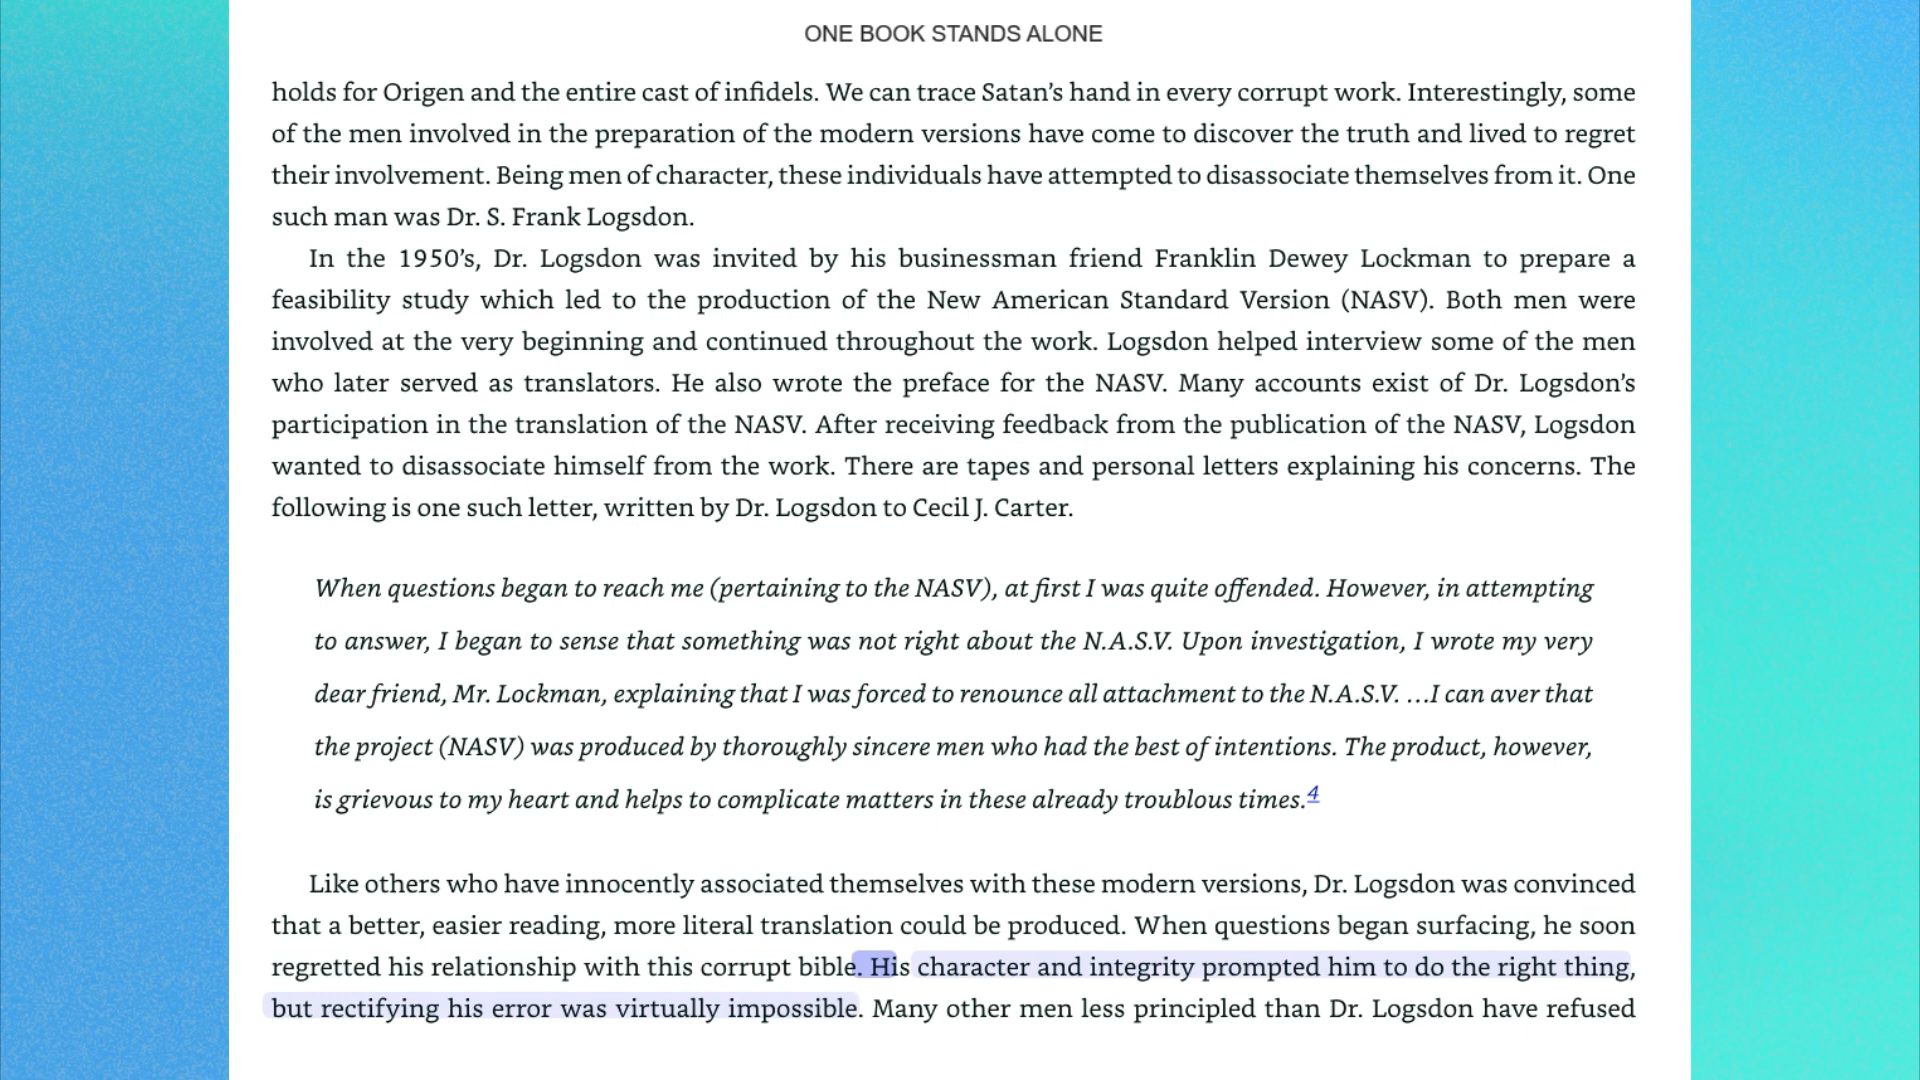 ONE BOOK STANDS ALONE
holds for Origen and the entire cast of infidels. We can trace Satan’s hand in every corrupt work. Interestingly, some
of the men involved in the preparation of the modern versions have come to discover the truth and lived to regret
their involvement. Being men of character, these individuals have attempted to disassociate themselves from it. One
such man was Dr. S. Frank Logsdon.
In the 1950’s, Dr. Logsdon was invited by his businessman friend Franklin Dewey Lockman to prepare a
feasibility study which led to the production of the New American Standard Version (NASV). Both men were
involved at the very beginning and continued throughout the work. Logsdon helped interview some of the men
who later served as translators. He also wrote the preface for the NASV. Many accounts exist of Dr. Logsdon’s
participation in the translation of the NASV. After receiving feedback from the publication of the NASV, Logsdon
wanted to disassociate himself from the work. There are tapes and personal letters explaining his concerns. The
following is one such letter, written by Dr. Logsdon to Cecil J. Carter.
When questions began to reach me (pertaining to the NASV), at first I was quite offended. However, in attempting
to answer, I began to sense that something was not right about the N.A.S.V. Upon investigation, I wrote my very
dear friend, Mr. Lockman, explaining that I was forced to renounce all attachment to the N.A.S.V. …I can aver that
the project (NASV) was produced by thoroughly sincere men who had the best of intentions. The product, however,
is grievous to my heart and helps to complicate matters in these already troublous times.4
Like others who have innocently associated themselves with these modern versions, Dr. Logsdon was convinced
that a better, easier reading, more literal translation could be produced. When questions began surfacing, he soon
regretted his relationship with this corrupt bible. His character and integrity prompted him to do the right thing,
but rectifying his error was virtually impossible. Many other men less principled than Dr. Logsdon have refused